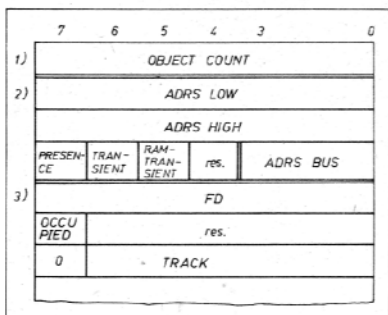 7 6 5 4 3 0
1) OBJECT COUNT
2) ADRS LOW
ADRS HIGH
PRESEN-CE TRAN-SIENT RAM-TRAN-SIENT res. ADRS BUS
3) FD
OCCU PIED res.
0 TRACK